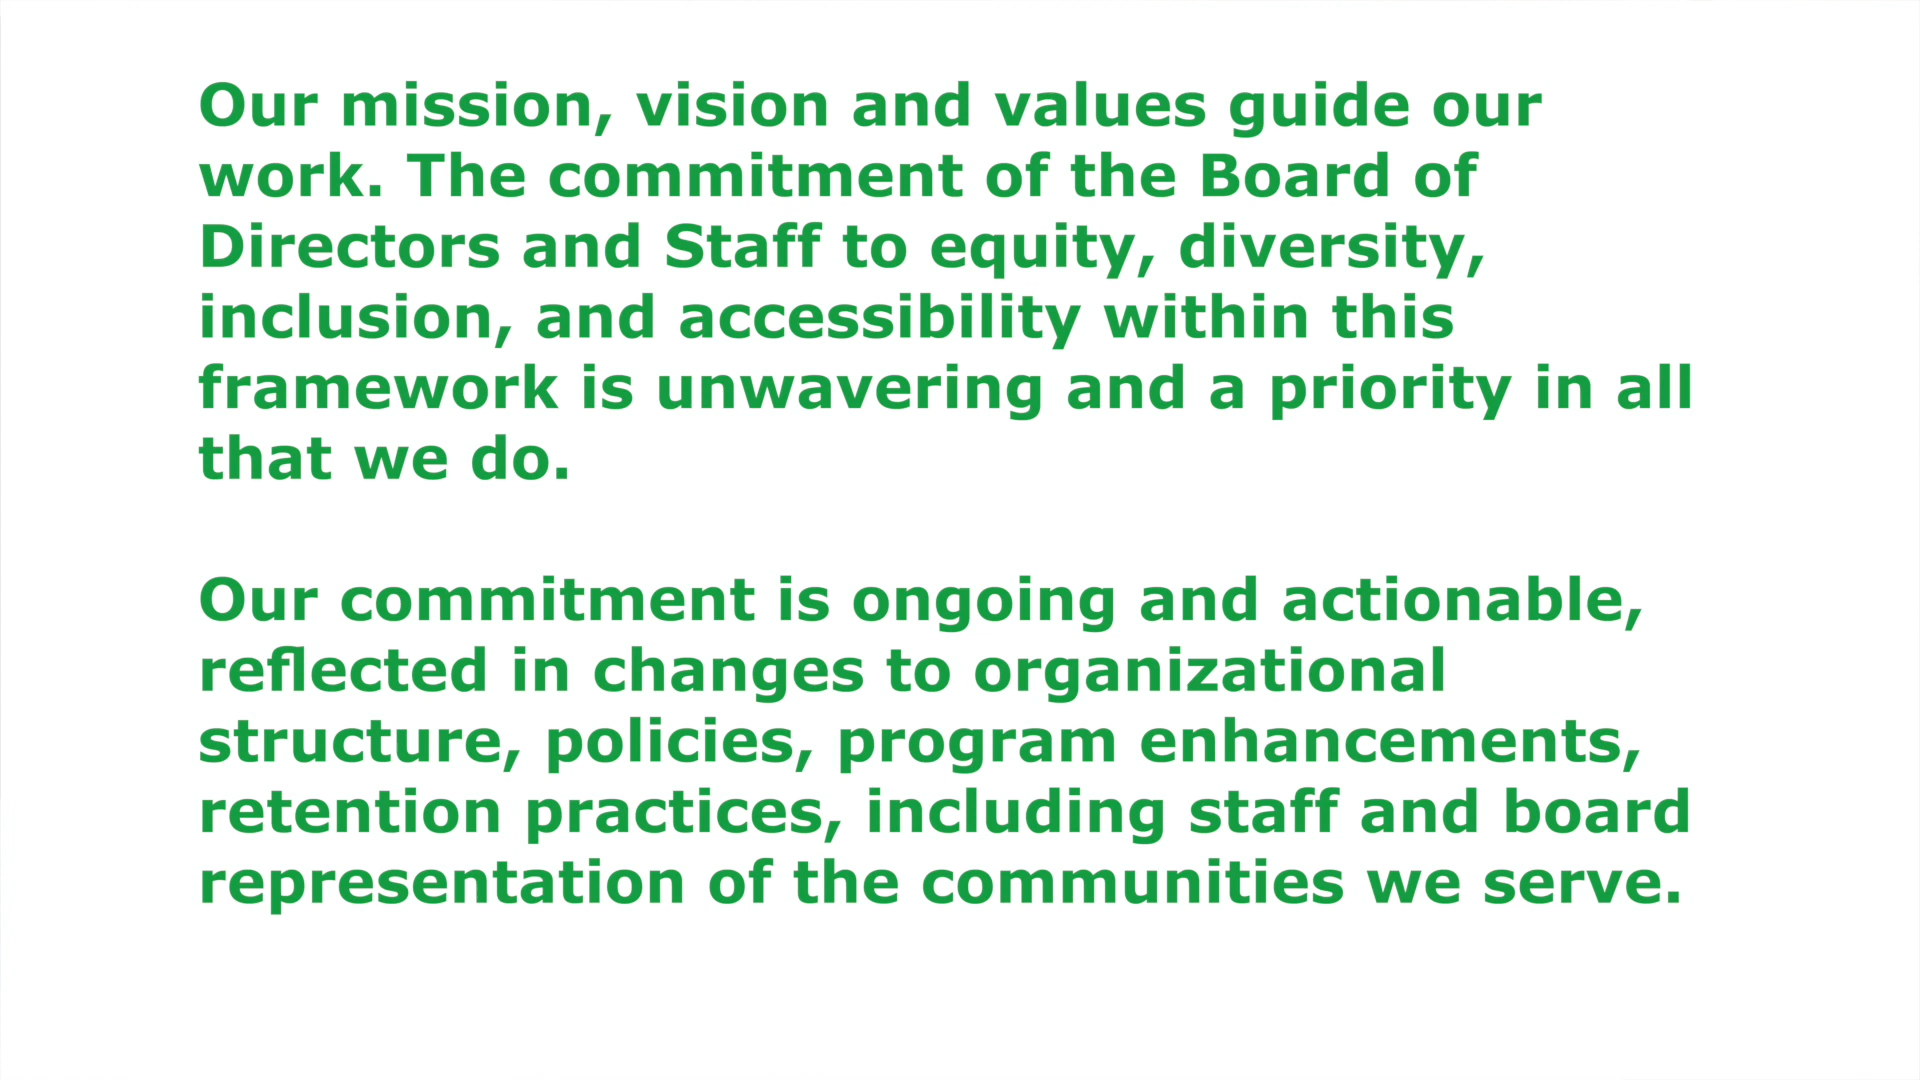 Our mission, vision and values guide our
work. The commitment of the Board of
Directors and Staff to equity, diversity,
inclusion, and accessibility within this
framework is unwavering and a priority in all
that we do.
Our commitment is ongoing and actionable,
reflected in changes to organizational
structure, policies, program enhancements,
retention practices, including staff and board
representation of the communities we serve.